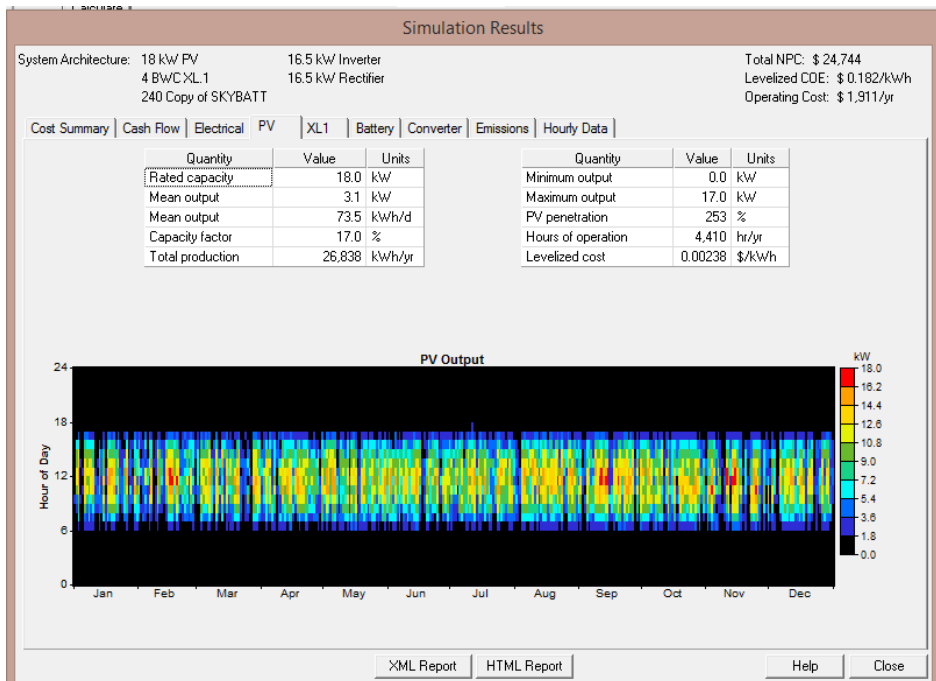 Simulation Results
System Architecture: 18 kW PV 16.5 kW Inverter Total NPC: $ 24,744
4 BWC XL.1 16.5 kW Rectifier Levelized COE: $ 0.182/kWh
240 Copy of SKYBATT Operating Cost: $ 1,911/yr
Cost Summary Cash Flow Electrical PV XL1 Battery Converter Emissions Hourly Data
Quantity Value Units Quantity Value Units
Rated capacity 18.0 kW Minimum output 0.0 kW
Mean output 3.1 kW Maximum output 17.0 kW
Mean output 73.5 kWh/d PV penetration 253 %
Capacity factor 17.0 % Hours of operation 4,410 hr/yr
Total production 26,838 kWh/yr Levelized cost 0.00238 $/kWh
PV Output
kW
24
18
12
6
0
Hour of Day
Jan Feb Mar Apr May Jun Jul Aug Sep Oct Nov Dec
18.0
16.2
14.4
12.6
10.8
9.0
7.2
5.4
3.6
1.8
0.0
XML Report HTML Report Help Close